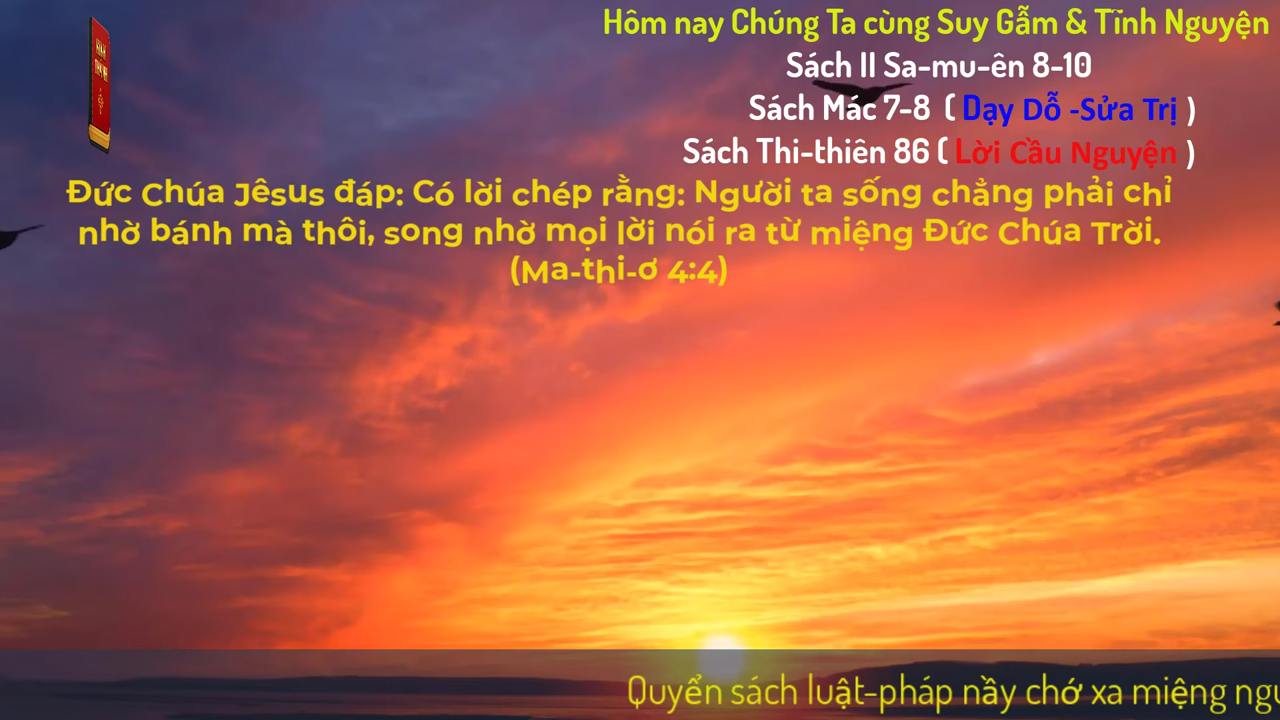 Hôm nay Chúng Ta cùng Suy Gẫm & Tĩnh Nguyện
Sách II Sa-mu-ên 8-10
Sách Mác 7-8 ( Dạy Dỗ -Sửa Trị )
Sách Thi-thiên 86 ( Lời Cầu Nguyện )
Đức Chúa Jêsus đáp: Có lời chép rằng: Người ta sống chẳng phải chỉ
nhờ bánh mà thôi, song nhờ mọi lời nói ra từ miệng Đức Chúa Trời.
(Ma-thi-ơ 4:4)
Quyển sách luật-pháp nầy chớ xa miệng